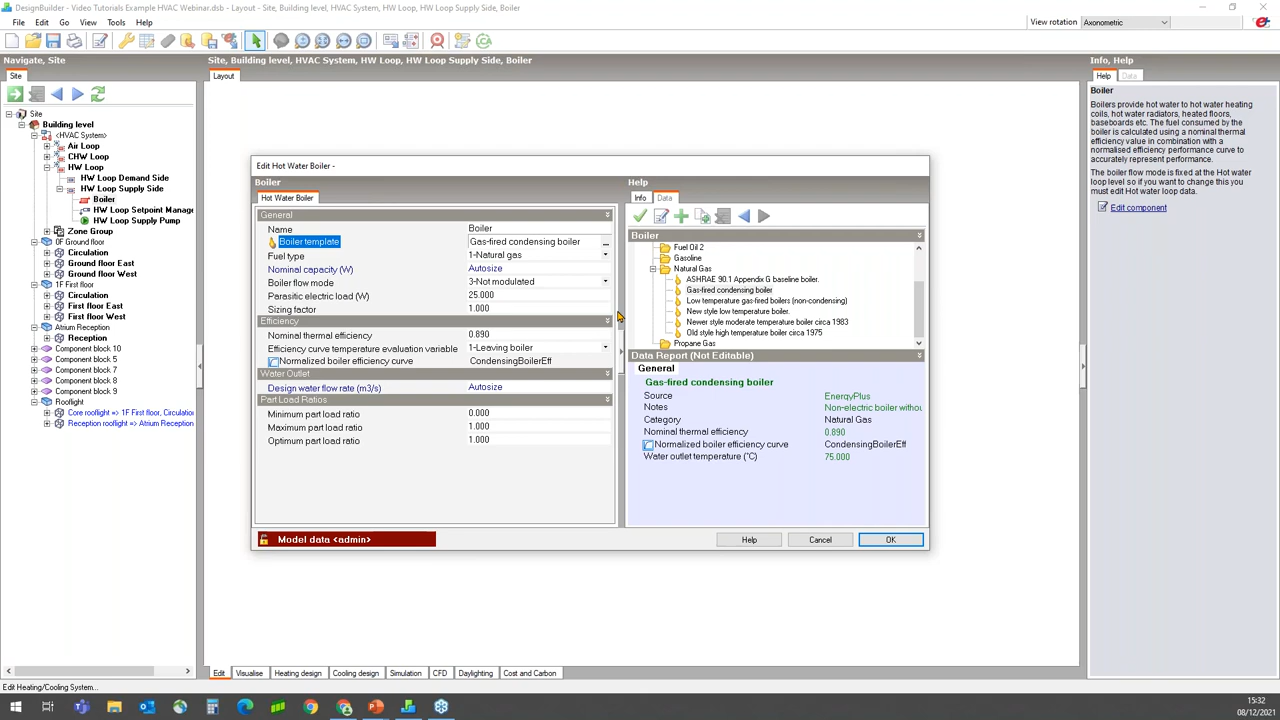 DesignBuilder - Video Tutorials Example HVAC Webinar.dsb - Layout - Site, Building level, HVAC System, HW Loop, HW Loop Supply Side, Boiler
File Edit Go View Tools Help
View rotation Axonometric
Navigate, Site
Site, Building level, HVAC System, HW Loop, HW Loop Supply Side, Boiler
Info, Help
Site
Layout
Help Data
Site
Building level
<HVAC System>
Air Loop
CHW Loop
HW Loop
HW Loop Demand Side
HW Loop Supply Side
Boiler
HW Loop Setpoint Manage
HW Loop Supply Pump
Zone Group
0F Ground floor
Circulation
Ground floor East
Ground floor West
1F First floor
Circulation
First floor East
First floor West
Atrium Reception
Reception
Component block 10
Component block 5
Component block 7
Component block 8
Component block 9
Rooflight
Core rooflight => 1F First floor, Circulatio
Reception rooflight => Atrium Reception
Edit Hot Water Boiler -
Boiler
Hot Water Boiler
General
Name Boiler
Boiler template Gas-fired condensing boiler ...
Fuel type 1-Natural gas
Nominal capacity (W) Autosize
Boiler flow mode 3-Not modulated
Parasitic electric load (W) 25.000
Sizing factor 1.000
Efficiency
Nominal thermal efficiency 0.890
Efficiency curve temperature evaluation variable 1-Leaving boiler
Normalized boiler efficiency curve CondensingBoilerEff
Water Outlet
Design water flow rate (m3/s) Autosize
Part Load Ratios
Minimum part load ratio 0.000
Maximum part load ratio 1.000
Optimum part load ratio 1.000
Model data <admin>
Help
Info Data
Boiler
Fuel Oil 2
Gasoline
Natural Gas
ASHRAE 90.1 Appendix G baseline boiler.
Gas-fired condensing boiler
Low temperature gas-fired boilers (non-condensing)
New style low temperature boiler.
Newer style moderate temperature boiler circa 1983
Old style high temperature boiler circa 1975
Propane Gas
Data Report (Not Editable)
General
Gas-fired condensing boiler
Source EnergyPlus
Notes Non-electric boiler withou
Category Natural Gas
Nominal thermal efficiency 0.890
Normalized boiler efficiency curve CondensingBoilerEff
Water outlet temperature (°C) 75.000
Help Cancel OK
Boiler
Boilers provide hot water to hot water heating
coils, hot water radiators, heated floors,
baseboards etc. The fuel consumed by the
boiler is calculated using a nominal thermal
efficiency value in combination with a
normalised efficiency performance curve to
accurately represent performance.
The boiler flow mode is fixed at the Hot water
loop level so if you want to change this you
must edit Hot water loop data.
Edit component
Edit Visualise Heating design Cooling design Simulation CFD Daylighting Cost and Carbon
Edit Heating/Cooling System...
15:32
08/12/2021